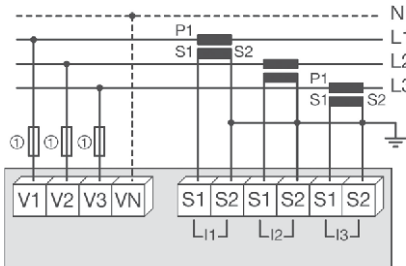 N
P1 L1
S1 S2
L2
P1
L3
S1 S2
① ① ①
V1 V2 V3 VN S1 S2 S1 S2 S1 S2
I1 I2 I3